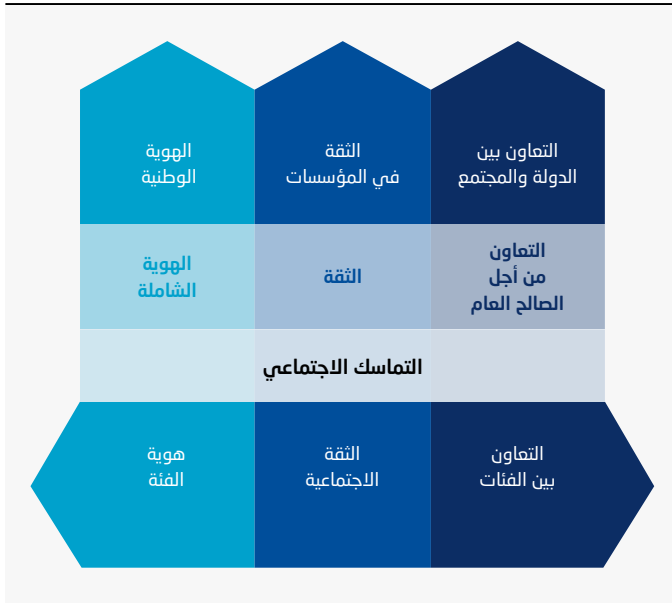 التعاون بين
الدولة والمجتمع
الثقة
في المؤسسات
الهوية
الوطنية
التعاون
من أجل
الصالح العام
الثقة
الهوية
الشاملة
التماسك الاجتماعي
التعاون
بين الفئات
الثقة
الاجتماعية
هوية
الفئة